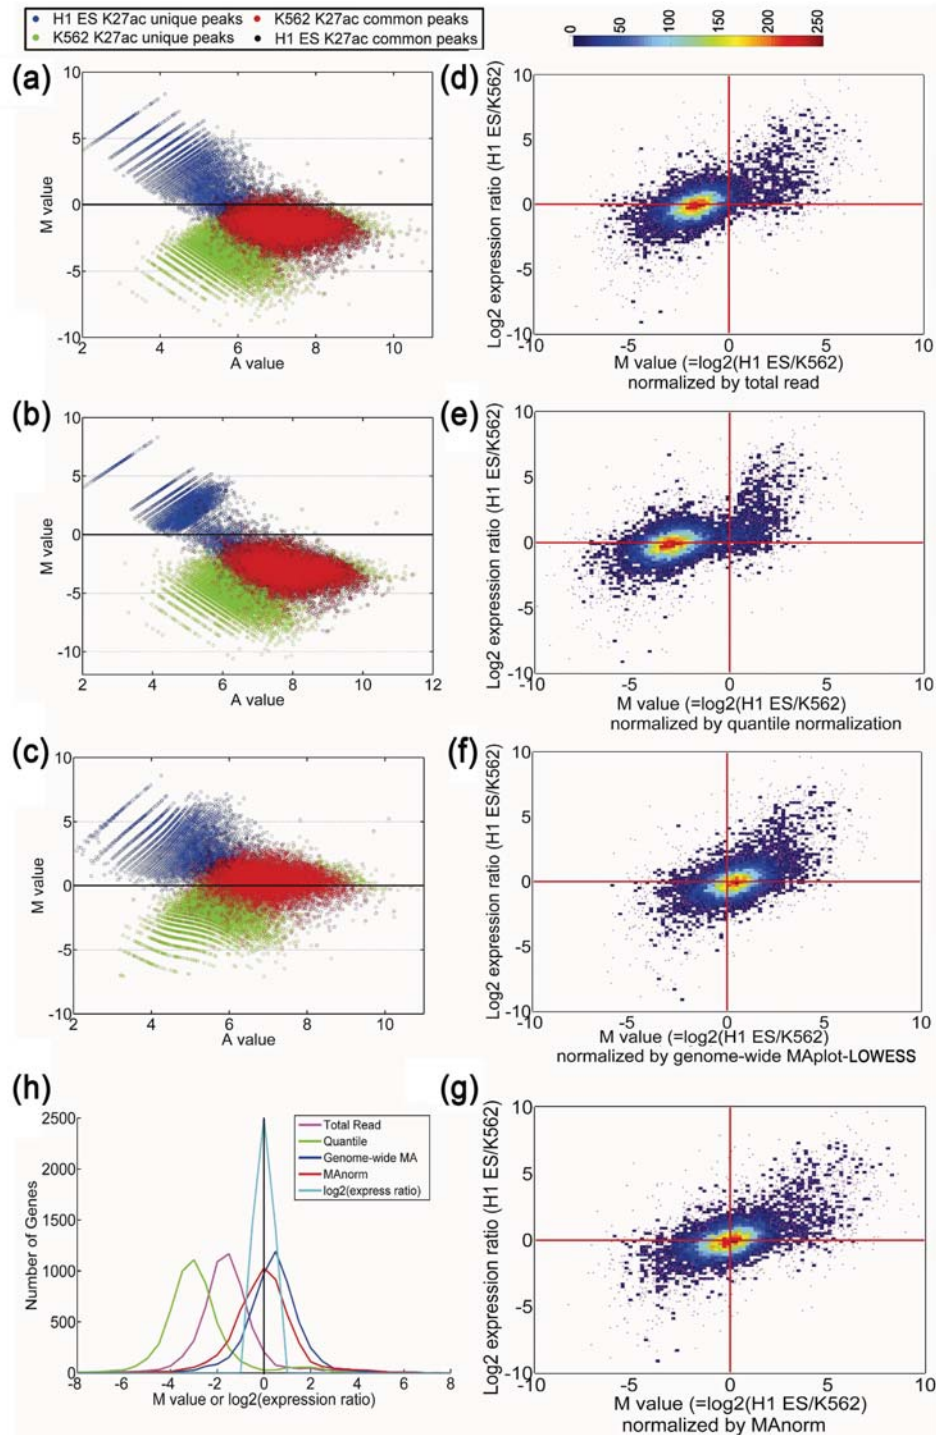 H1 ES K27ac unique peaks
K562 K27ac common peaks
K562 K27ac unique peaks
H1 ES K27ac common peaks
0
50
100
150
200
250
(a)
10
5
0
-5
-10
M value
2
4
6
8
10
A value
(d)
10
5
0
-5
-10
Log2 expression ratio (H1 ES/K562)
-5
0
5
10
M value (=log2(H1 ES/K562)
normalized by total read
(b)
10
5
0
-5
-10
M value
2
4
6
8
10
12
A value
(e)
10
5
0
-5
-10
Log2 expression ratio (H1 ES/K562)
-5
0
5
10
M value (=log2(H1 ES/K562)
normalized by quantile normalization
(c)
10
5
0
-5
-10
M value
2
4
6
8
10
A value
(f)
10
5
0
-5
-10
Log2 expression ratio (H1 ES/K562)
-5
0
5
10
M value (=log2(H1 ES/K562)
normalized by genome-wide MAplot-LOWESS
(h)
2500
2000
1500
1000
500
0
Number of Genes
Total Read
Quantile
Genome-wide MA
MAnorm
log2(express ratio)
-8
-6
-4
-2
0
2
4
6
8
M value or log2(expression ratio)
(g)
10
5
0
-5
-10
Log2 expression ratio (H1 ES/K562)
-5
0
5
10
M value (=log2(H1 ES/K562)
normalized by MAnorm